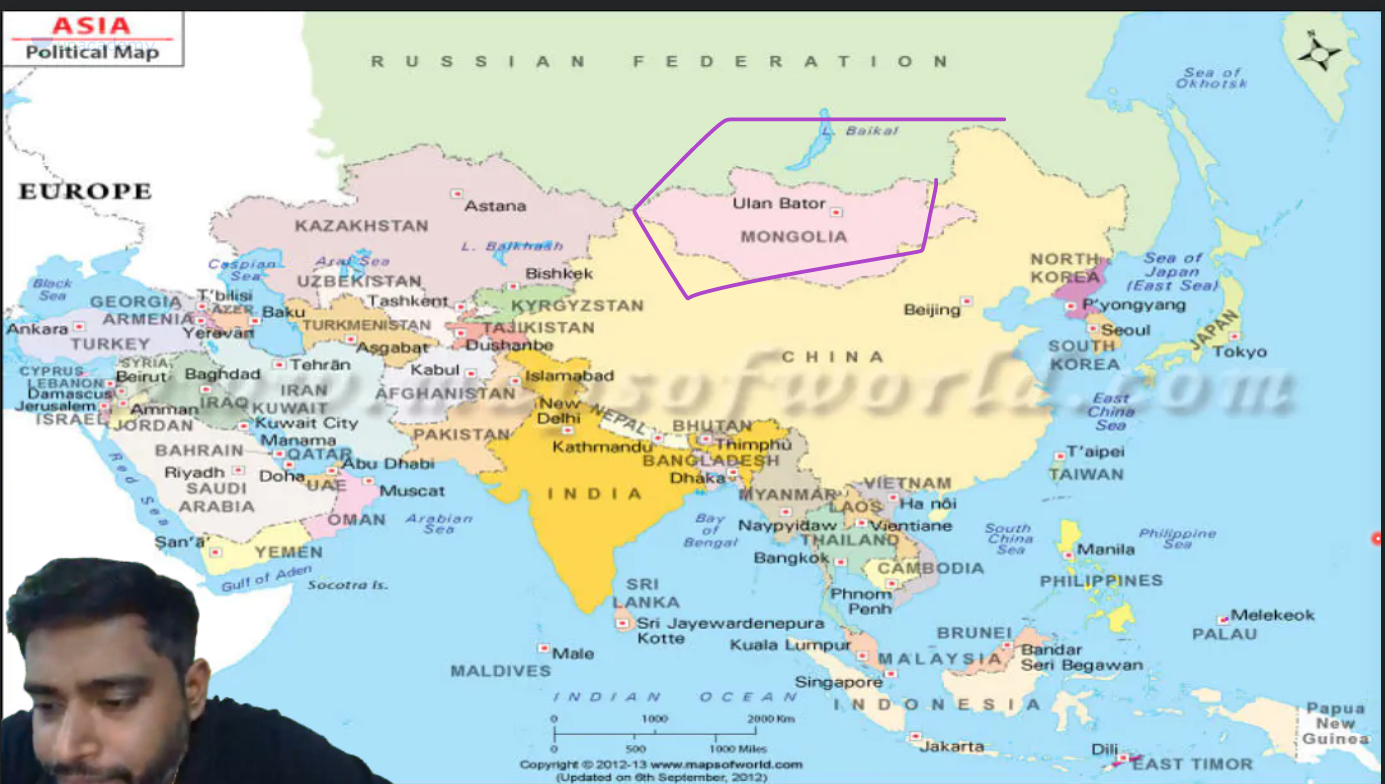 ASIA
Political Map
RUSSIAN FEDERATION
Sea of
Okhotsk
N
L. Baikal
EUROPE
Astana
Ulan Bator
KAZAKHSTAN
MONGOLIA
L. Balkhash
Black
Sea
Caspian
Sea
Aral Sea
Bishkek
UZBEKISTAN
NORTH
KOREA
Sea of
Japan
(East Sea)
GEORGIA
T'bilisi
Tashkent
KYRGYZSTAN
Beijing
P'yongyang
ARMENIA
AZER
Baku
Ankara
Yerevan
TURKMENISTAN
TAJIKISTAN
Seoul
JAPAN
TURKEY
Asgabat
Dushanbe
SOUTH
KOREA
Tokyo
CHINA
CYPRUS
SYRIA
Tehrān
LEBANON
Beirut
Baghdad
Kabul
Islamabad
Damascus
IRAN
AFGHANISTAN
Jerusalem
Amman
IRAQ
KUWAIT
New
Delhi
NEPAL
East
China
Sea
ISRAEL
JORDAN
Kuwait City
PAKISTAN
BHUTAN
BAHRAIN
Manama
Kathmandu
Thimphu
QATAR
BANGLADESH
T'aipei
Riyadh
Doha
Abu Dhabi
Dhaka
TAIWAN
SAUDI
ARABIA
UAE
Muscat
INDIA
MYANMAR
VIETNAM
LAOS
Ha nôi
Red Sea
OMAN
Arabian
Sea
Bay
of
Bengal
Naypyidaw
Vientiane
South
China
Sea
Philippine
Sea
San'a'
YEMEN
THAILAND
Manila
Bangkok
CAMBODIA
Gulf of Aden
Socotra Is.
PHILIPPINES
SRI
LANKA
Phnom
Penh
Sri Jayewardenepura
Kotte
Melekeok
PALAU
BRUNEI
Male
Kuala Lumpur
MALAYSIA
Bandar
Seri Begawan
MALDIVES
Singapore
INDIAN OCEAN
INDONESIA
0 1000 2000 Km
Papua
New
Guinea
0 500 1000 Miles
Jakarta
Dili
EAST TIMOR
Copyright © 2012-13 www.mapsofworld.com
(Updated on 6th September, 2012)